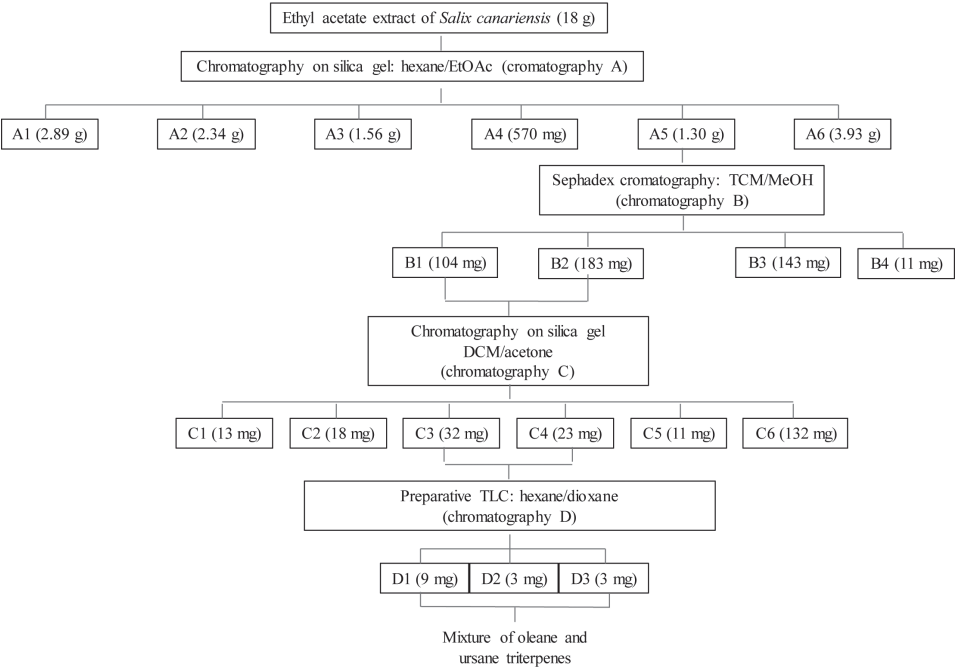 Ethyl acetate extract of Salix canariensis (18 g)
Chromatography on silica gel: hexane/EtOAc (cromatography A)
A1 (2.89 g)
A2 (2.34 g)
A3 (1.56 g)
A4 (570 mg)
A5 (1.30 g)
A6 (3.93 g)
Sephadex cromatography: TCM/MeOH
(chromatography B)
B1 (104 mg)
B2 (183 mg)
B3 (143 mg)
B4 (11 mg)
Chromatography on silica gel
DCM/acetone
(chromatography C)
C1 (13 mg)
C2 (18 mg)
C3 (32 mg)
C4 (23 mg)
C5 (11 mg)
C6 (132 mg)
Preparative TLC: hexane/dioxane
(chromatography D)
D1 (9 mg)
D2 (3 mg)
D3 (3 mg)
Mixture of oleane and
ursane triterpenes